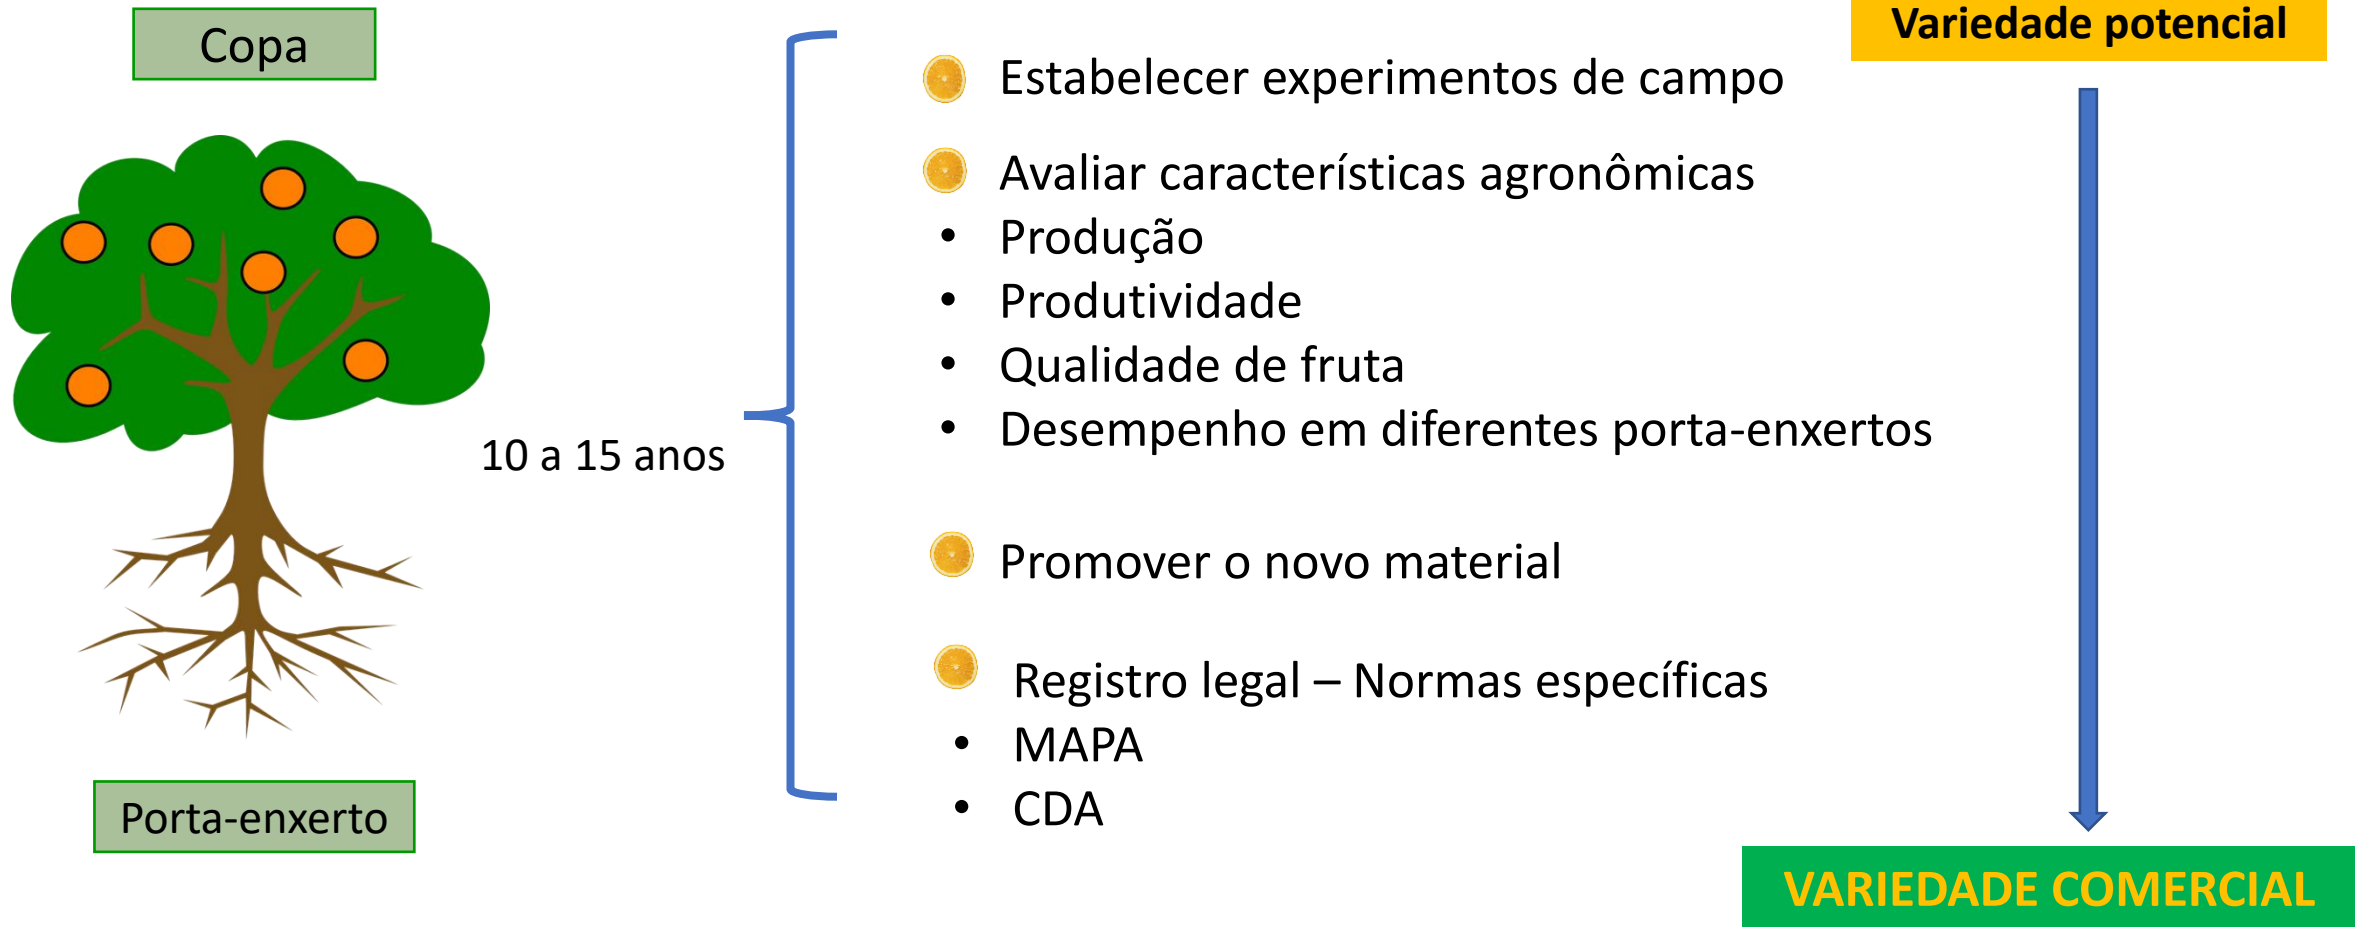 Copa
Porta-enxerto
10 a 15 anos
Estabelecer experimentos de campo
Avaliar características agronômicas
• Produção
• Produtividade
• Qualidade de fruta
• Desempenho em diferentes porta-enxertos
Promover o novo material
Registro legal – Normas específicas
• MAPA
• CDA
Variedade potencial
VARIEDADE COMERCIAL